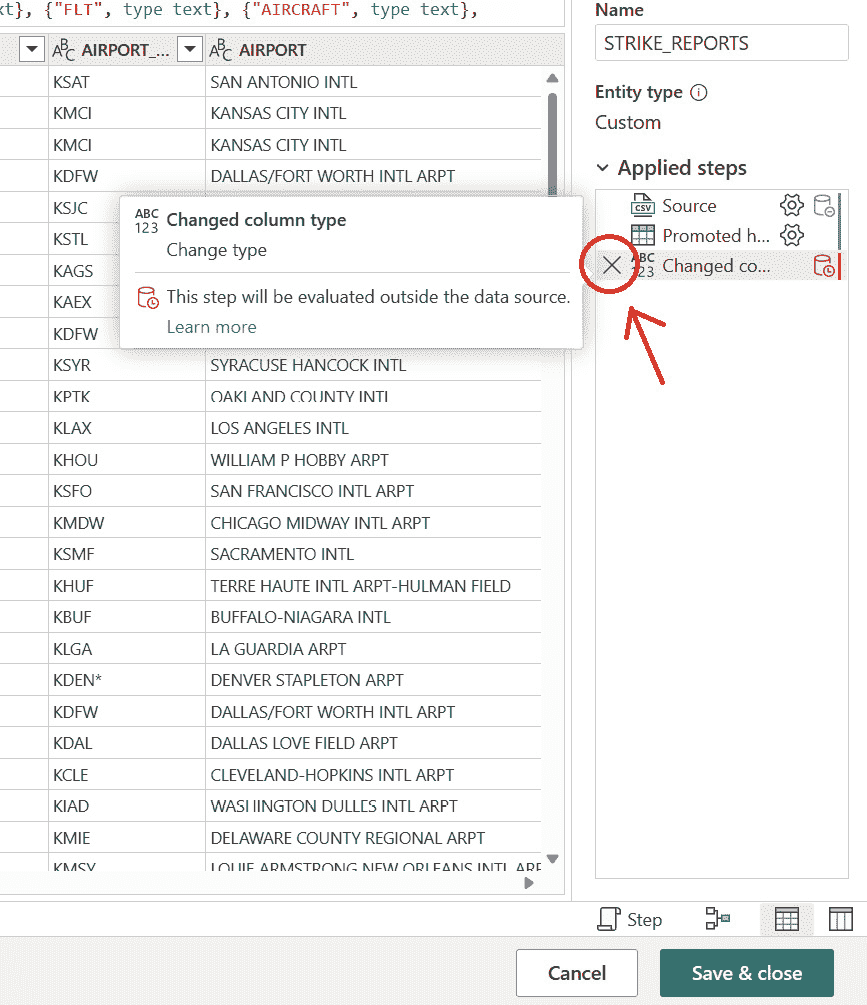 xt}, {"FLT", type text}, {"AIRCRAFT", type text},
ABC AIRPORT_... ABC AIRPORT
KSAT SAN ANTONIO INTL
KMCI KANSAS CITY INTL
KMCI KANSAS CITY INTL
KDFW DALLAS/FORT WORTH INTL ARPT
KSJC
KSTL
KAGS
KAEX
KDFW
KSYR SYRACUSE HANCOCK INTL
KPTK OAKLAND COUNTY INTL
KLAX LOS ANGELES INTL
KHOU WILLIAM P HOBBY ARPT
KSFO SAN FRANCISCO INTL ARPT
KMDW CHICAGO MIDWAY INTL ARPT
KSMF SACRAMENTO INTL
KHUF TERRE HAUTE INTL ARPT-HULMAN FIELD
KBUF BUFFALO-NIAGARA INTL
KLGA LA GUARDIA ARPT
KDEN* DENVER STAPLETON ARPT
KDFW DALLAS/FORT WORTH INTL ARPT
KDAL DALLAS LOVE FIELD ARPT
KCLE CLEVELAND-HOPKINS INTL ARPT
KIAD WASHINGTON DULLES INTL ARPT
KMIE DELAWARE COUNTY REGIONAL ARPT
KMSY LOUIE ARMSTRONG NEW ORLEANS INTL ARP
ABC 123 Changed column type
Change type
This step will be evaluated outside the data source.
Learn more
Name
STRIKE_REPORTS
Entity type
Custom
Applied steps
CSV Source
Promoted h...
ABC 123 Changed co...
Step
Cancel Save & close